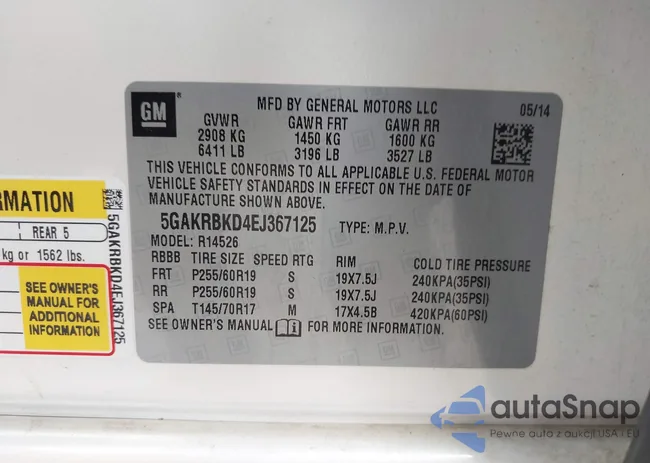 GM
MFD BY GENERAL MOTORS LLC 05/14
GVWR GAWR FRT GAWR RR
2908 KG 1450 KG 1600 KG
6411 LB 3196 LB 3527 LB
THIS VEHICLE CONFORMS TO ALL APPLICABLE U.S. FEDERAL MOTOR
VEHICLE SAFETY STANDARDS IN EFFECT ON THE DATE OF
MANUFACTURE SHOWN ABOVE.
5GAKRBKD4EJ367125 TYPE: M.P.V.
MODEL: R14526
RBBB TIRE SIZE SPEED RTG RIM COLD TIRE PRESSURE
FRT P255/60R19 S 19X7.5J 240KPA(35PSI)
RR P255/60R19 S 19X7.5J 240KPA(35PSI)
SPA T145/70R17 M 17X4.5B 420KPA(60PSI)
SEE OWNER'S MANUAL FOR MORE INFORMATION.
REAR 5
kg or 1562 lbs.
SEE OWNER'S
MANUAL FOR
ADDITIONAL
INFORMATION
5GAKRBKD4EJ367125
autaSnap
Pewne auta z aukcji USA i EU